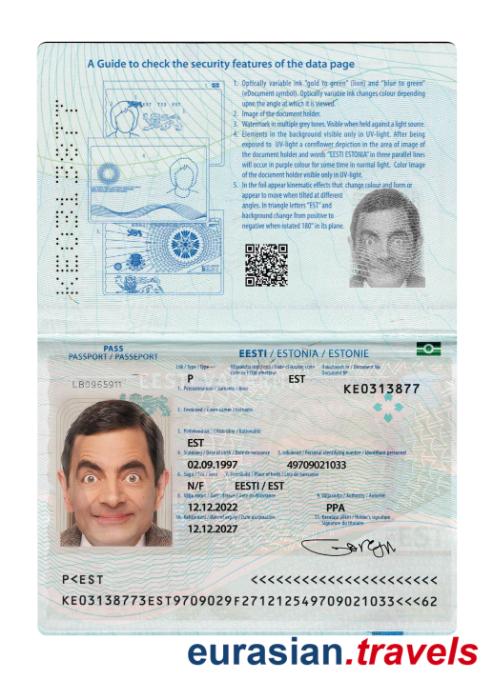 A Guide to check the security features of the data page
1. Optically variable ink "gold to green" (lion) and "blue to green"
(eDocument symbol). Optically variable ink changes colour depending
upon the angle at which it is viewed.
2. Image of the document holder.
3. Watermark in multiple grey tones. Visible when held against a light source.
4. Elements in the background visible only in UV-light. After being
exposed to UV-light a cornflower depiction in the area of image of
the document holder and words "EESTI ESTONIA" in three parallel lines
will occur in purple colour for some time in normal light. Color image
of the document holder visible only in UV-light.
5. In the foil appear kinematic effects that change colour and form or
appear to move when tilted at different
angles. In triangle letters "EST" and
background change from positive to
negative when rotated 180° in its plane.
PASS
PASSPORT / PASSEPORT
EESTI / ESTONIA / ESTONIE
P
EST
KE0313877
LB0965911
EST
02.09.1997
49709021033
N/F
EESTI / EST
12.12.2022
PPA
12.12.2027
P<EST <<<<<<<<<<<<<<<<<<<<<<<
KE03138773EST9709029F271212549709021033<<<62
eurasian.travels